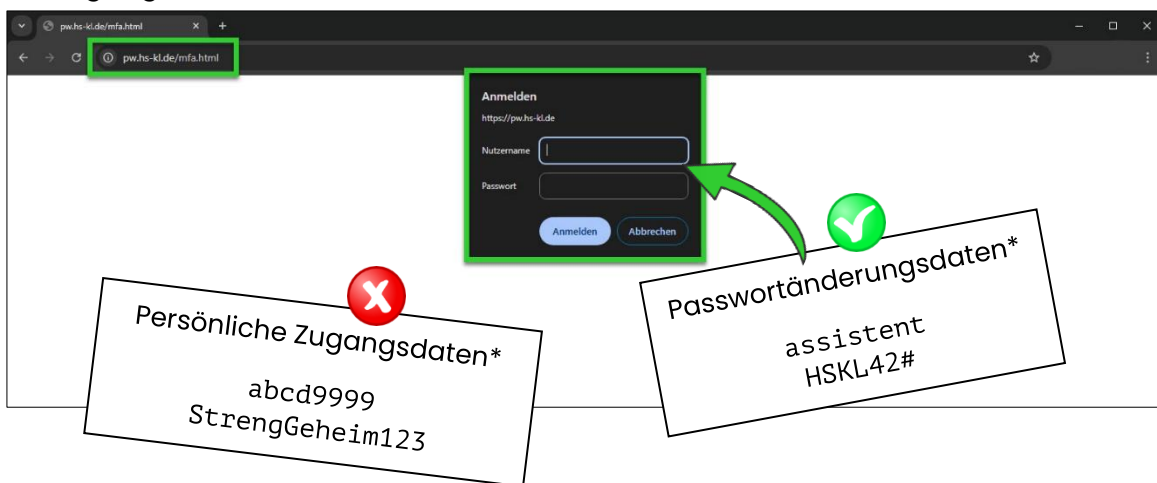 pw.hs-kl.de/mfa.html
pw.hs-kl.de/mfa.html
Anmelden
https://pw.hs-kl.de
Nutzername
Passwort
Anmelden Abbrechen
Persönliche Zugangsdaten*
abcd9999
StrengGeheim123
Passwortänderungsdaten*
assistent
HSKL42#